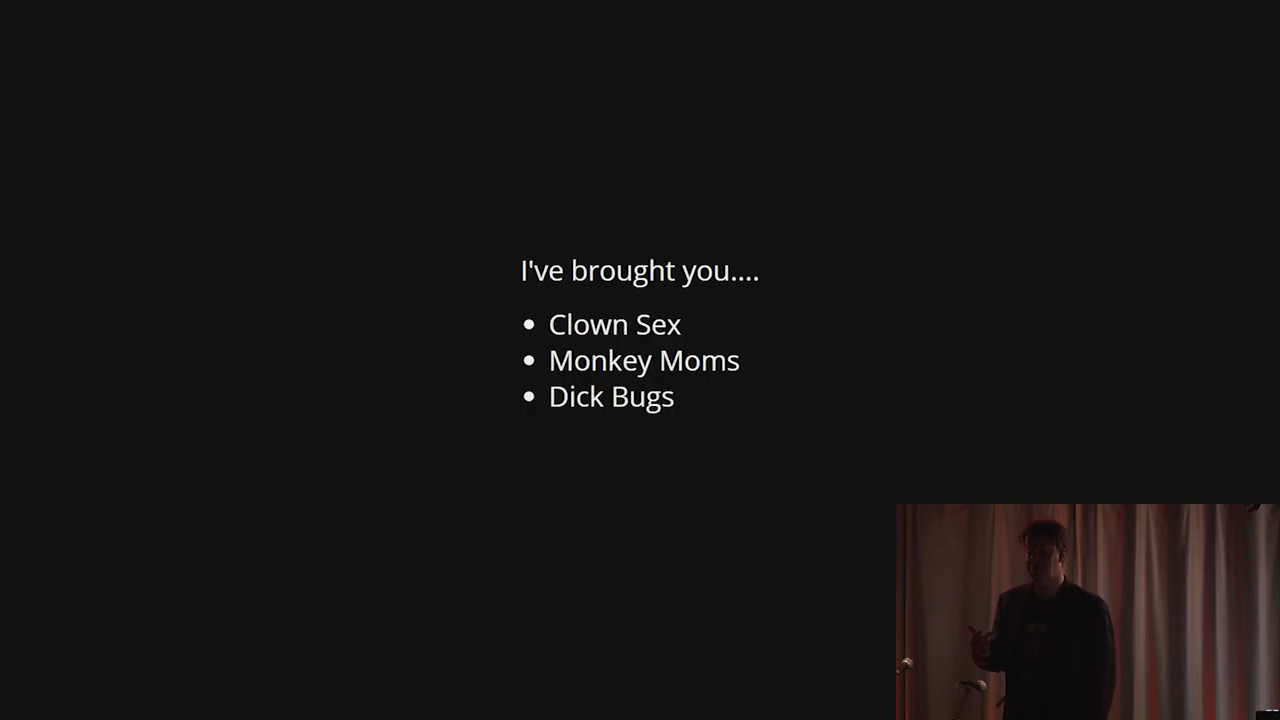 I've brought you....
• Clown Sex
• Monkey Moms
• Dick Bugs